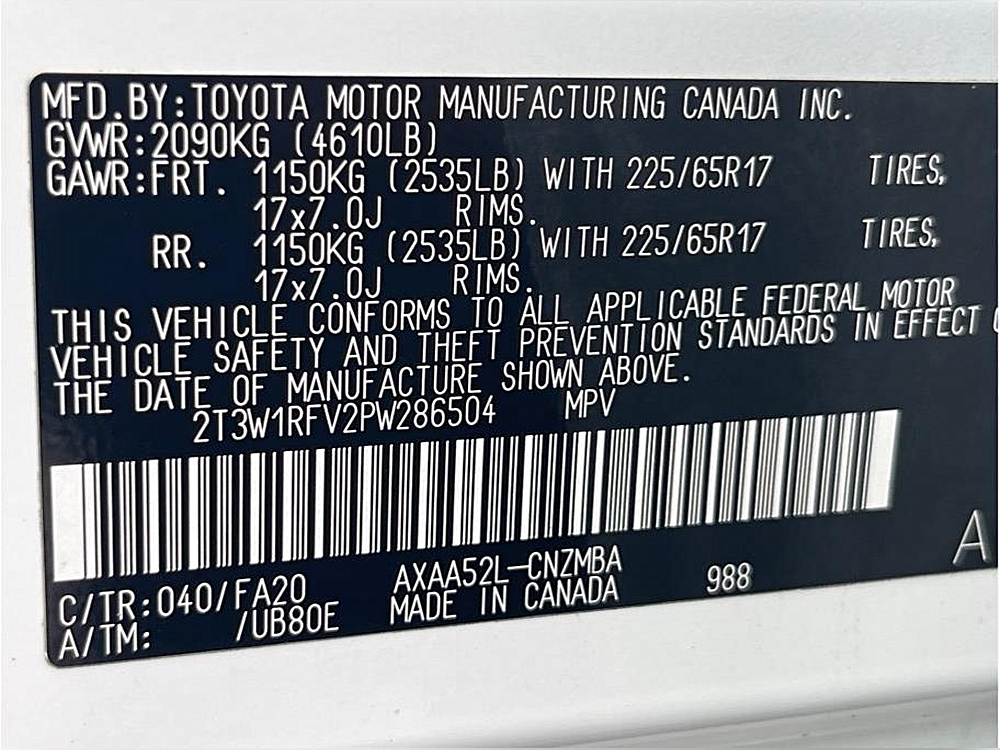 MFD.BY:TOYOTA MOTOR MANUFACTURING CANADA INC.
GVWR:2090KG (4610LB)
GAWR:FRT. 1150KG (2535LB) WITH 225/65R17 TIRES,
17x7.0J RIMS.
RR. 1150KG (2535LB) WITH 225/65R17 TIRES,
17x7.0J RIMS.
THIS VEHICLE CONFORMS TO ALL APPLICABLE FEDERAL MOTOR
VEHICLE SAFETY AND THEFT PREVENTION STANDARDS IN EFFECT
THE DATE OF MANUFACTURE SHOWN ABOVE.
2T3W1RFV2PW286504 MPV
A
C/TR:040/FA20 AXAA52L-CNZMBA 988
A/TM: /UB80E MADE IN CANADA